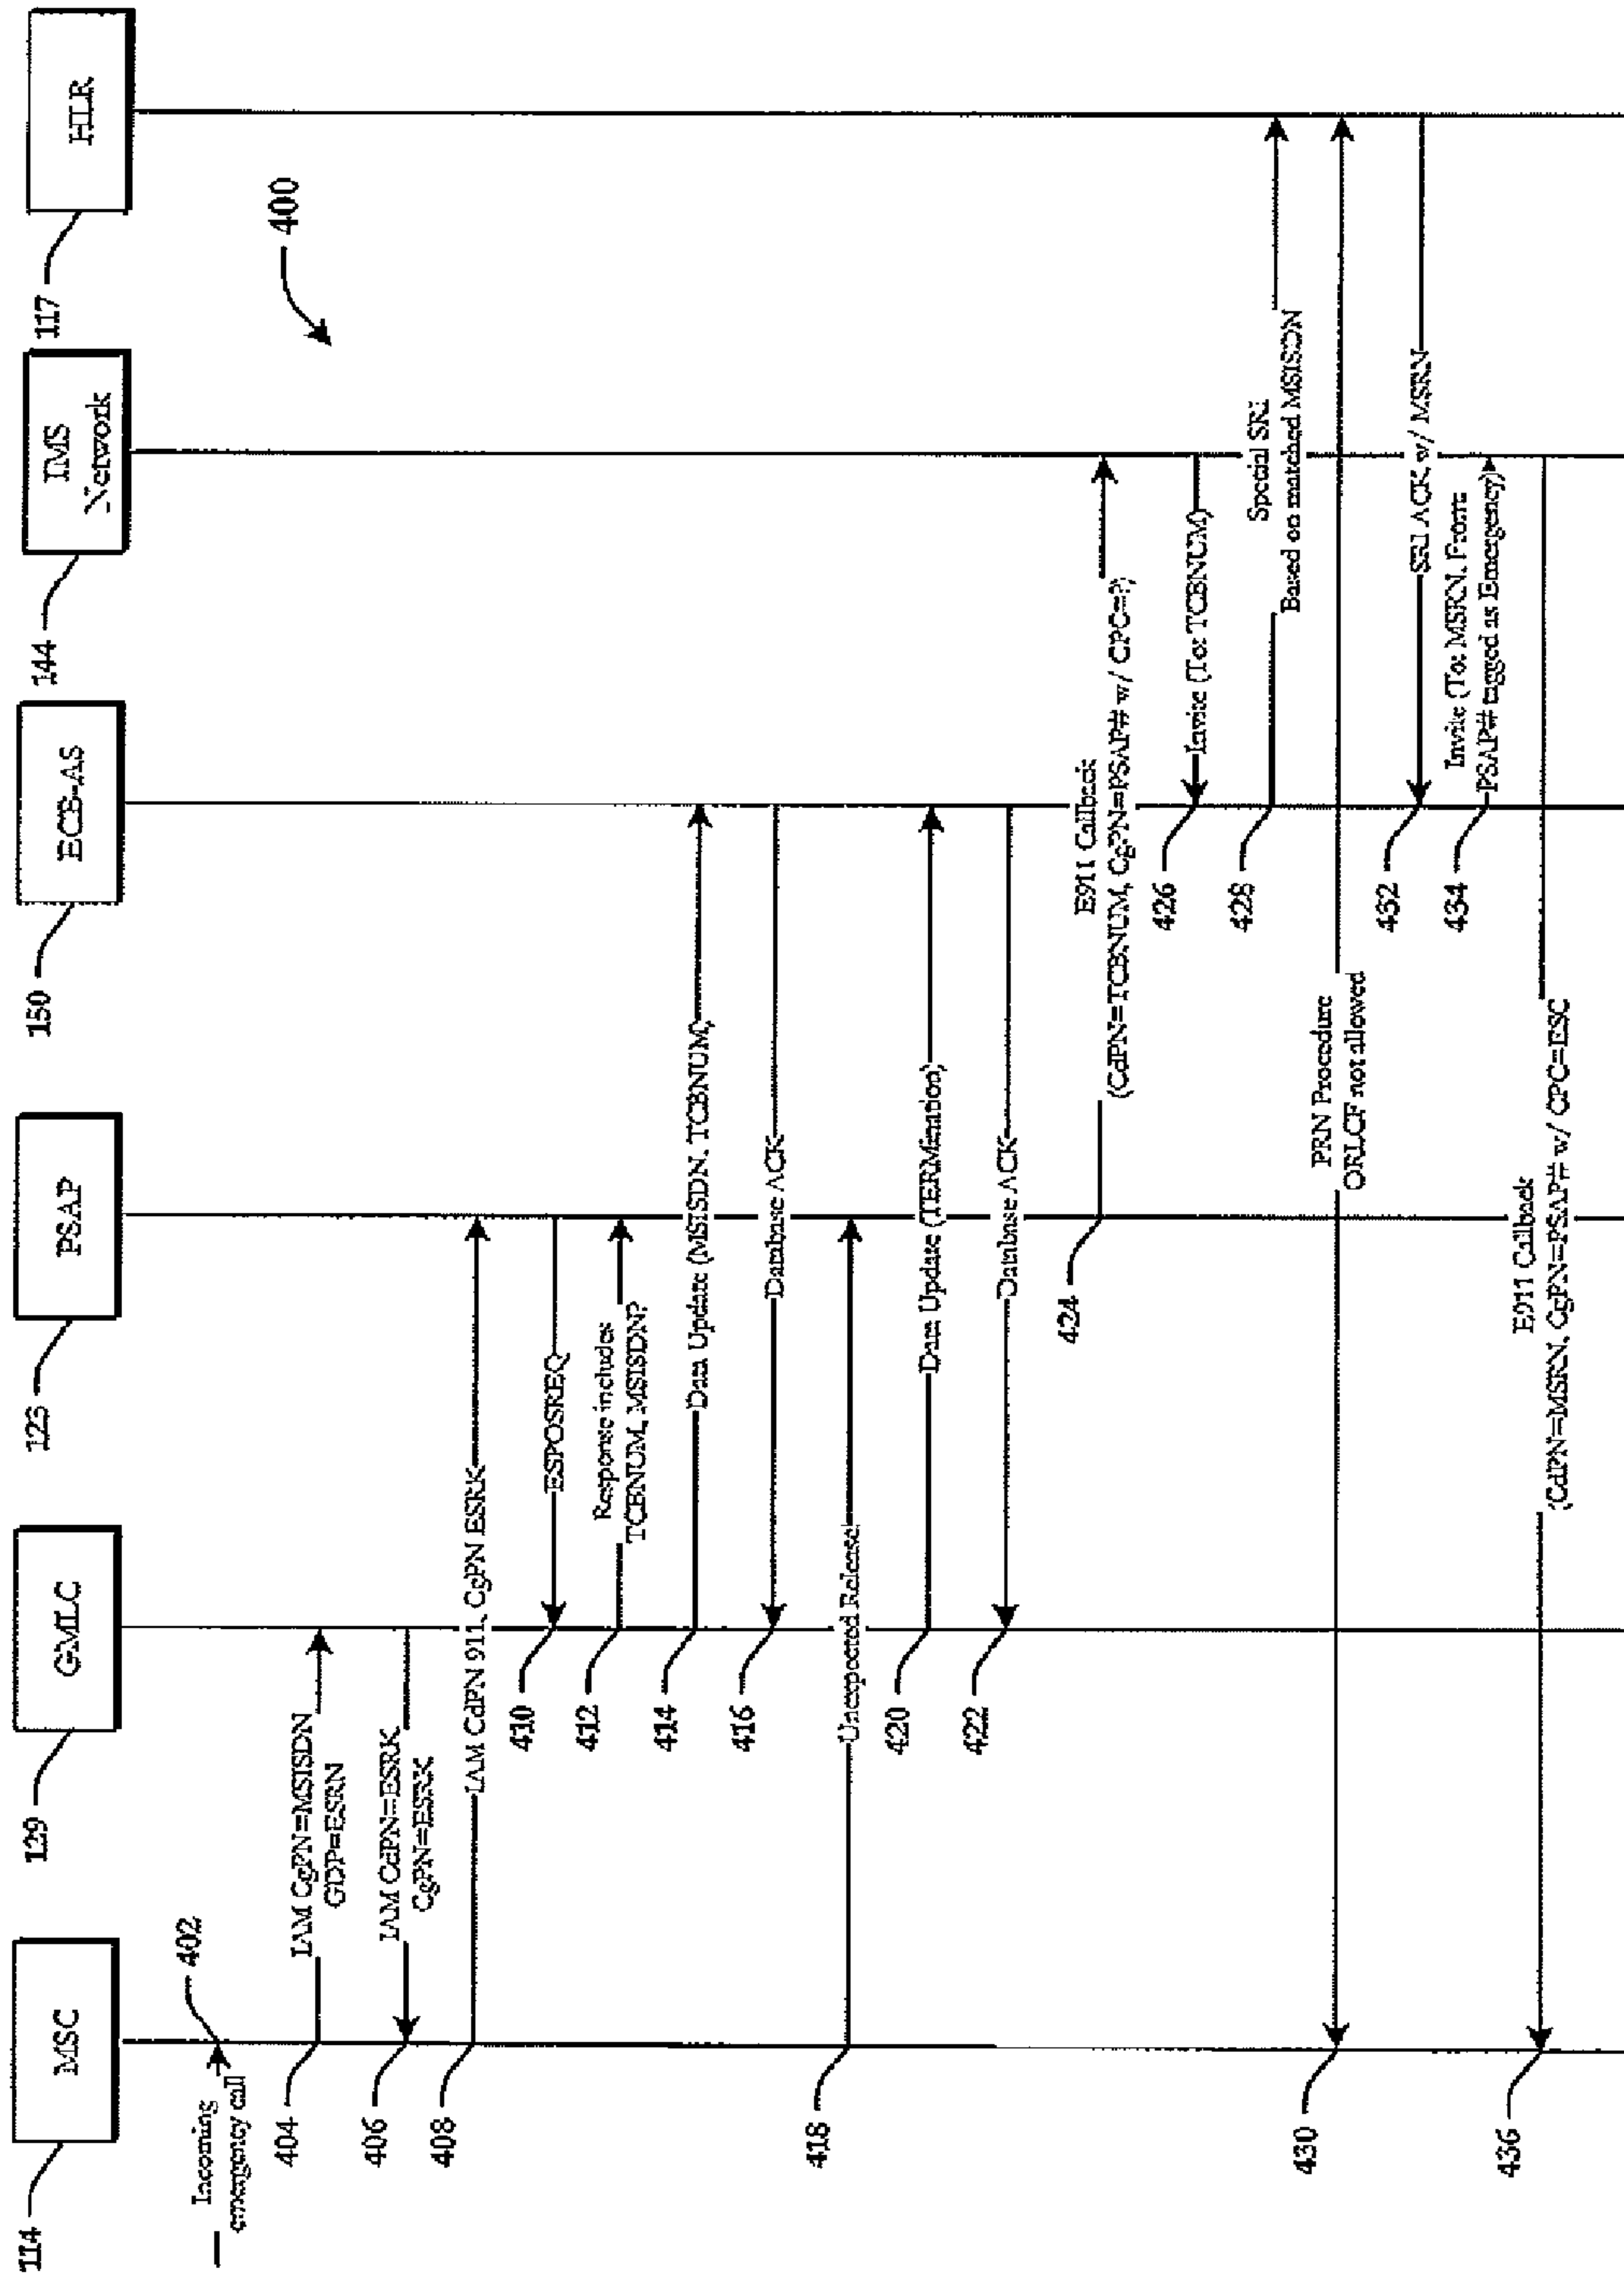 114
MSC
129
GMLC
123
PSAP
150
ECB-AS
144
IMS
Network
117
HLR
400
Incoming
emergency call
402
404
IAM CgPN=MSISDN
GDP=ESRN
406
IAM CdPN=ESRK
CgPN=ESRK
408
IAM CdPN 911, CgPN ESRK
410
ESPOSREQ
412
Response includes
TCBNUM, MSISDN?
414
Data Update (MSISDN, TCBNUM)
416
Database ACK
418
Unexpected Release
420
Data Update (TERMination)
422
Database ACK
424
E911 Callback
(CdPN=TCBNUM, CgPN=PSAP# w/ CPC=?)
426
Invite (To: TCBNUM)
428
Special SRI
Based on matched MSISDN
430
PRN Procedure
ORLCF not allowed
432
SRI ACK w/ MSRN
434
Invite (To: MSRN, From:
PSAP# tagged as Emergency)
436
E911 Callback
(CdPN=MSRN, CgPN=PSAP# w/ CPC=ESC